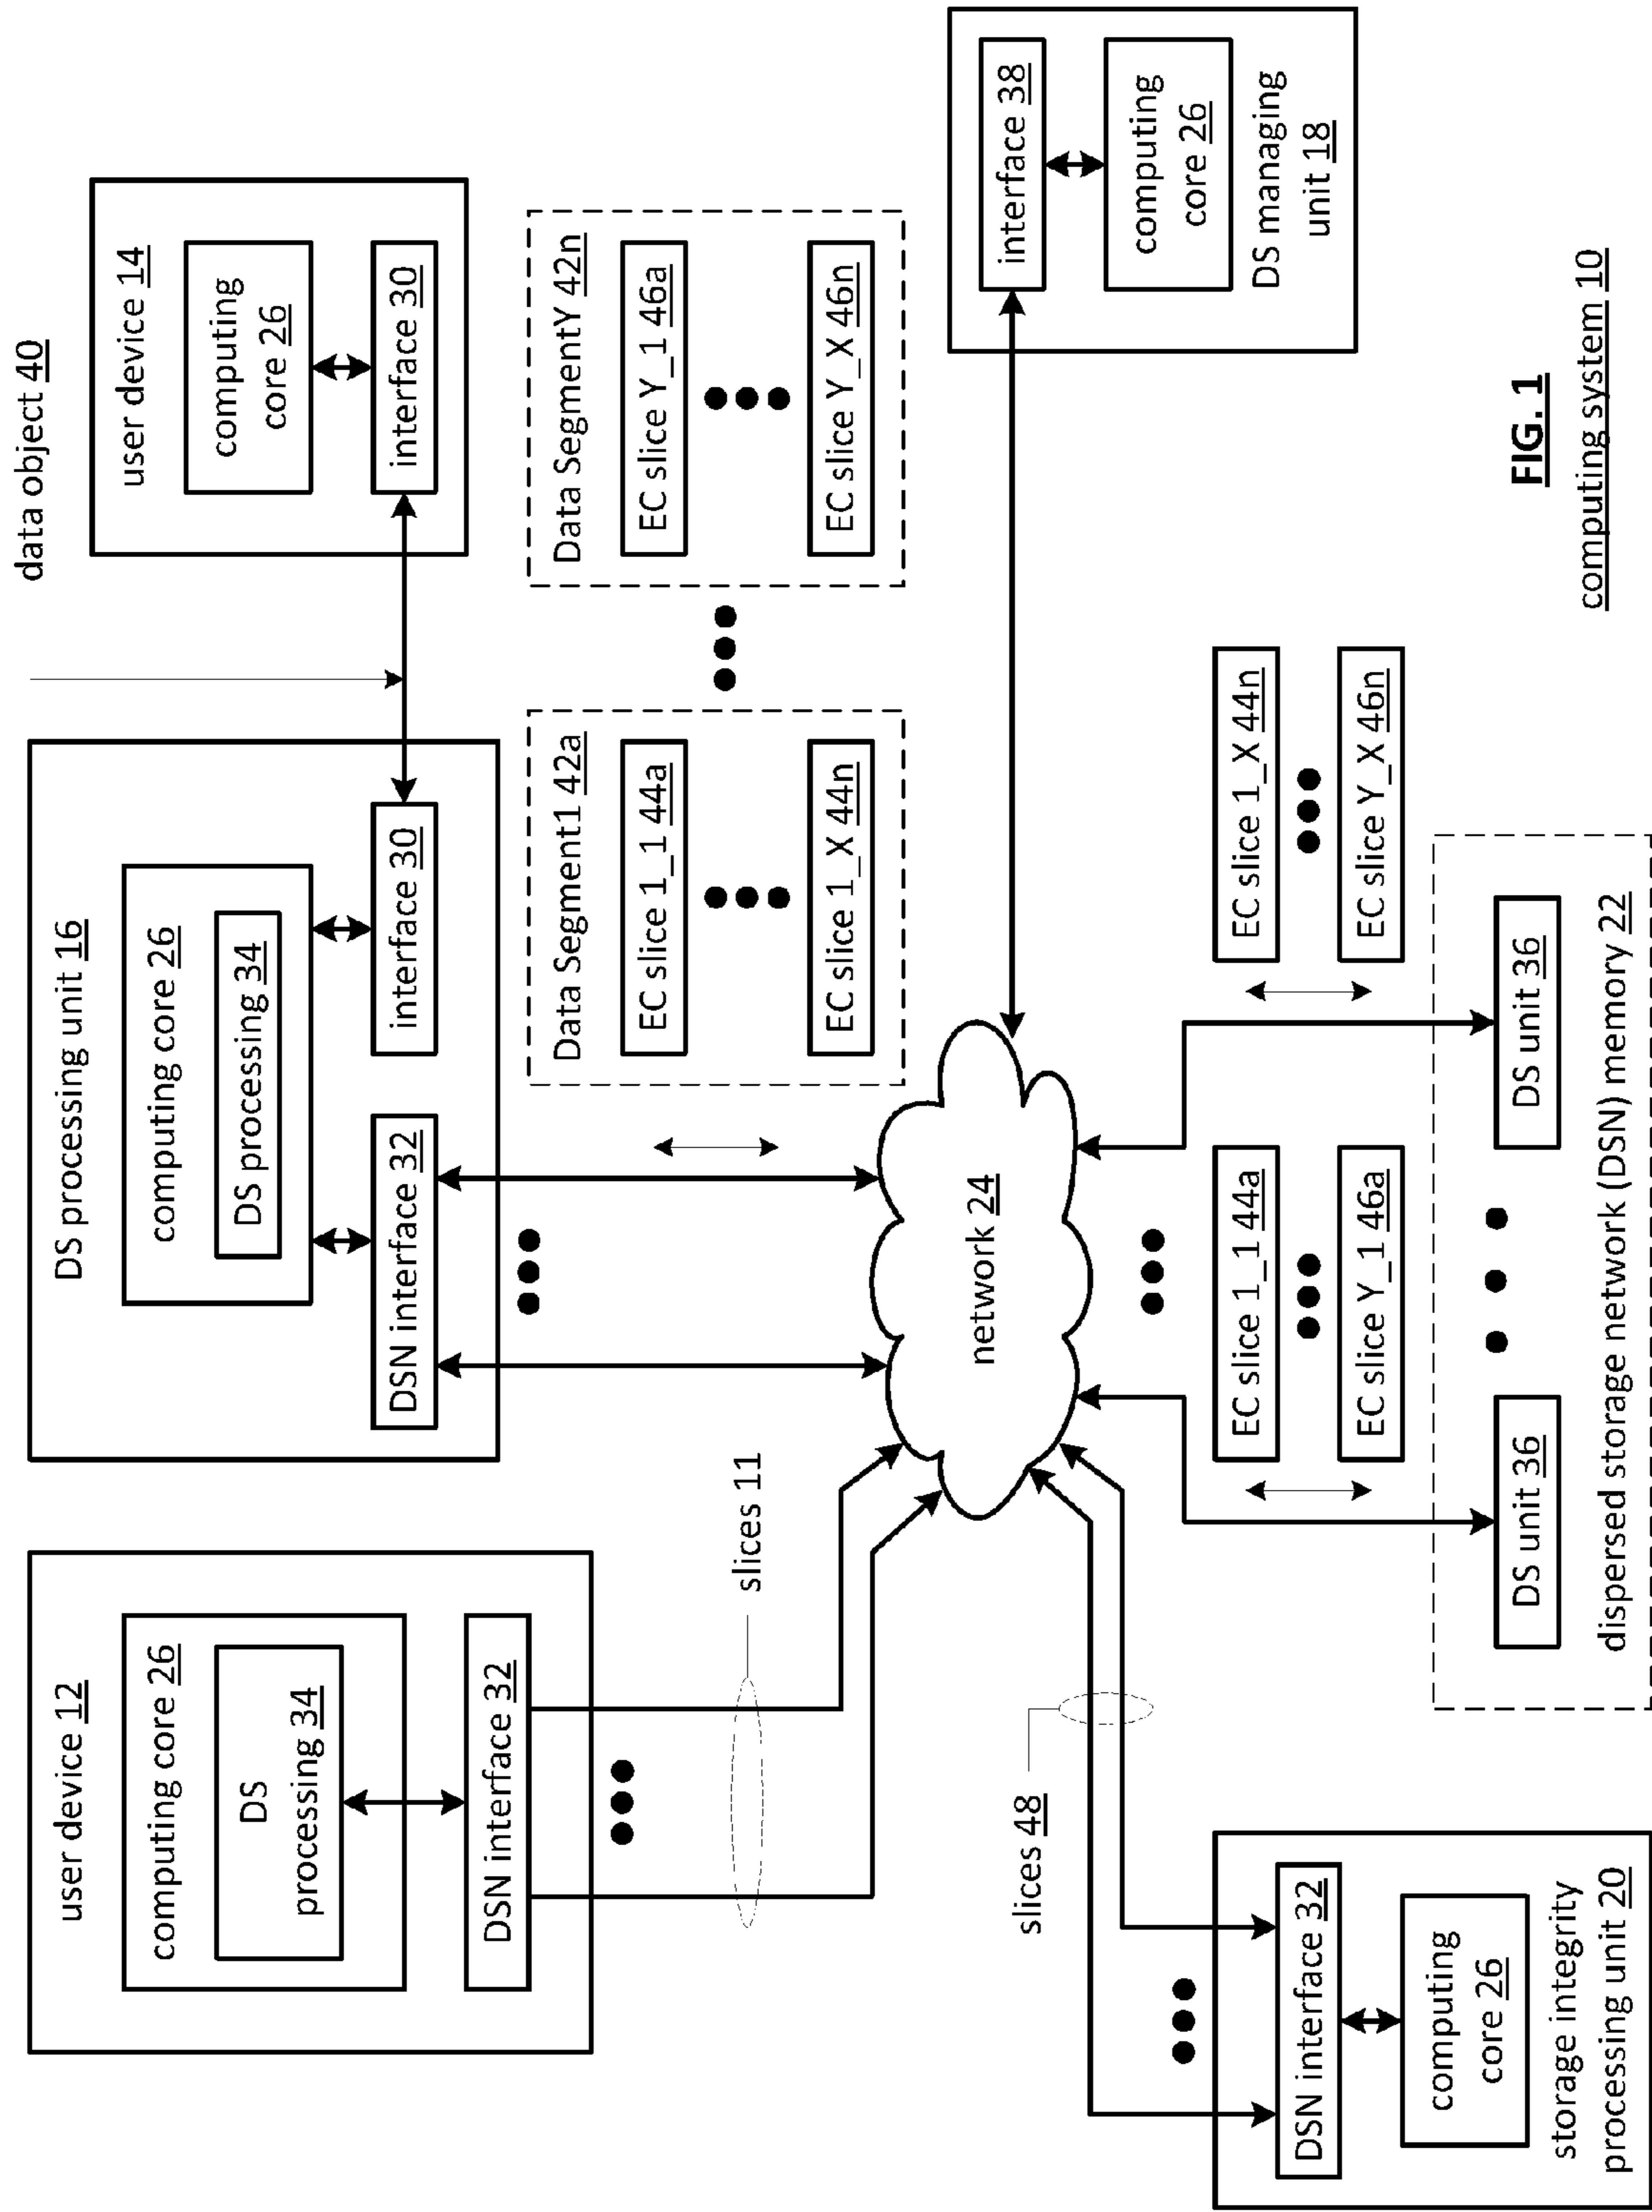 user device 12
computing core 26
DS
processing 34
DSN interface 32
slices 11
DS processing unit 16
computing core 26
DS processing 34
DSN interface 32
interface 30
data object 40
user device 14
computing
core 26
interface 30
Data Segment1 42a
EC slice 1_1 44a
EC slice 1_X 44n
Data SegmentY 42n
EC slice Y_1 46a
EC slice Y_X 46n
network 24
interface 38
computing
core 26
DS managing
unit 18
slices 48
DSN interface 32
computing
core 26
storage integrity
processing unit 20
EC slice 1_1 44a
EC slice Y_1 46a
EC slice 1_X 44n
EC slice Y_X 46n
DS unit 36
DS unit 36
dispersed storage network (DSN) memory 22
FIG. 1
computing system 10